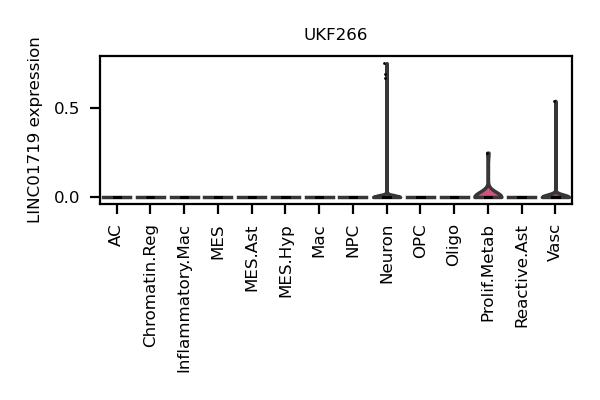 UKF266
LINC01719 expression
0.5
0.0
AC
Chromatin.Reg
Inflammatory.Mac
MES
MES.Ast
MES.Hyp
Mac
NPC
Neuron
OPC
Oligo
Prolif.Metab
Reactive.Ast
Vasc